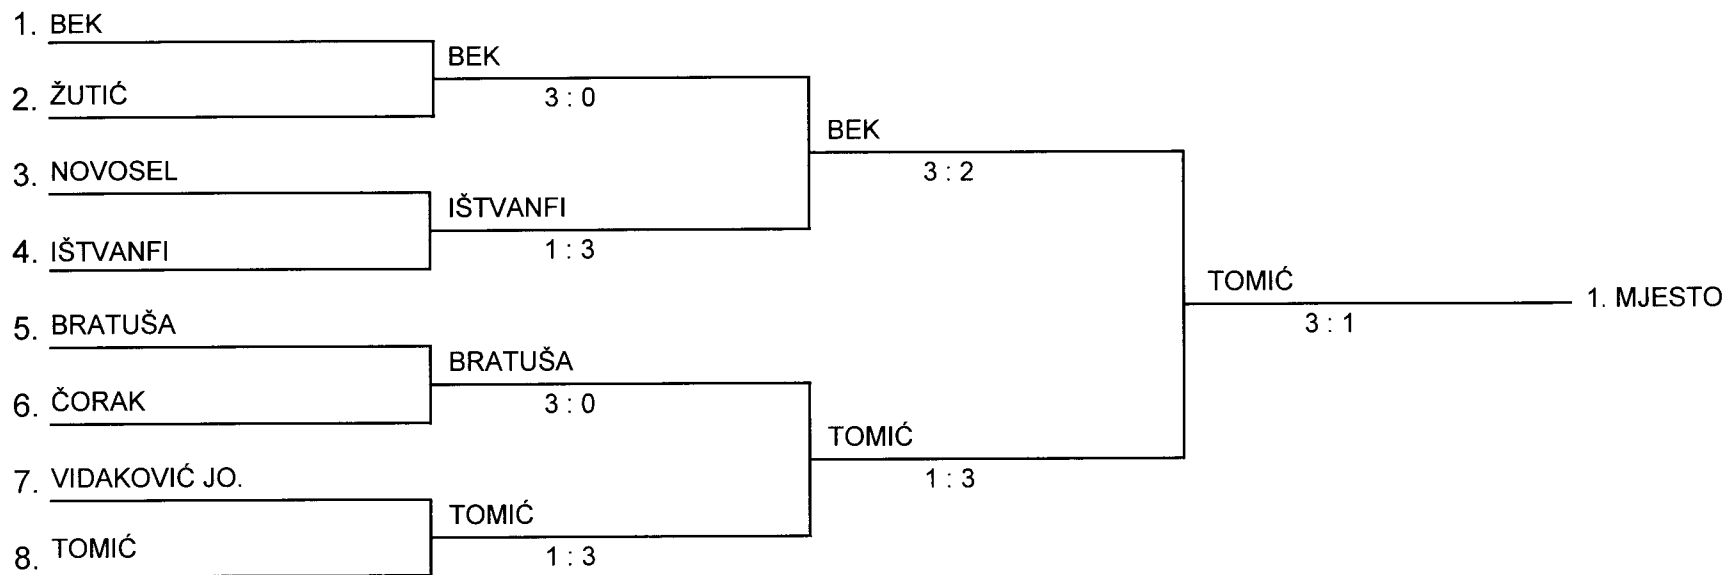 1. BEK
BEK
3 : 0
2. ŽUTIĆ
BEK
3 : 2
3. NOVOSEL
IŠTVANFI
1 : 3
4. IŠTVANFI
TOMIĆ
3 : 1
1. MJESTO
5. BRATUŠA
BRATUŠA
3 : 0
6. ČORAK
TOMIĆ
1 : 3
7. VIDAKOVIĆ JO.
TOMIĆ
1 : 3
8. TOMIĆ